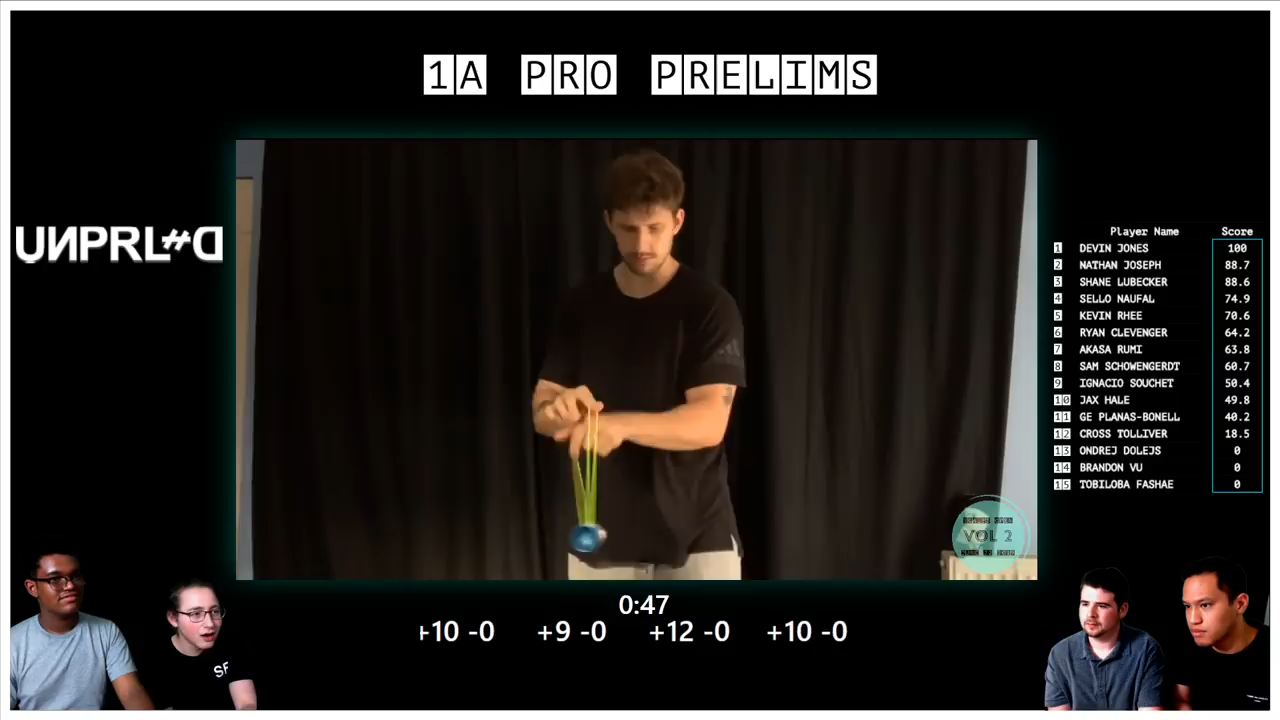 1A PRO PRELIMS
UNPRL#D
Player Name Score
1 DEVIN JONES 100
2 NATHAN JOSEPH 88.7
3 SHANE LUBECKER 88.6
4 SELLO NAUFAL 74.9
5 KEVIN RHEE 70.6
6 RYAN CLEVENGER 64.2
7 AKASA RUMI 63.8
8 SAM SCHOWENGERDT 60.7
9 IGNACIO SOUCHET 50.4
10 JAX HALE 49.8
11 GE PLANAS-BONELL 40.2
12 CROSS TOLLIVER 18.5
13 ONDREJ DOLEJS 0
14 BRANDON VU 0
15 TOBILOBA FASHAE 0
VOL 2
0:47
+10 -0 +9 -0 +12 -0 +10 -0